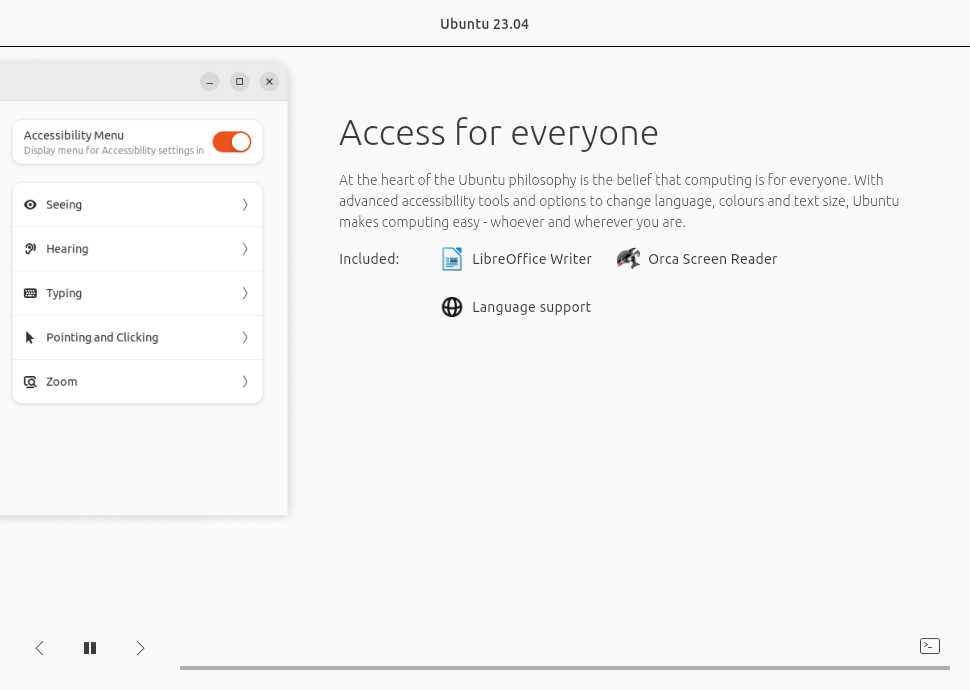 Ubuntu 23.04
Accessibility Menu
Display menu for Accessibility settings in
Seeing
Hearing
Typing
Pointing and Clicking
Zoom
Access for everyone
At the heart of the Ubuntu philosophy is the belief that computing is for everyone. With
advanced accessibility tools and options to change language, colours and text size, Ubuntu
makes computing easy - whoever and wherever you are.
Included:
LibreOffice Writer
Orca Screen Reader
Language support